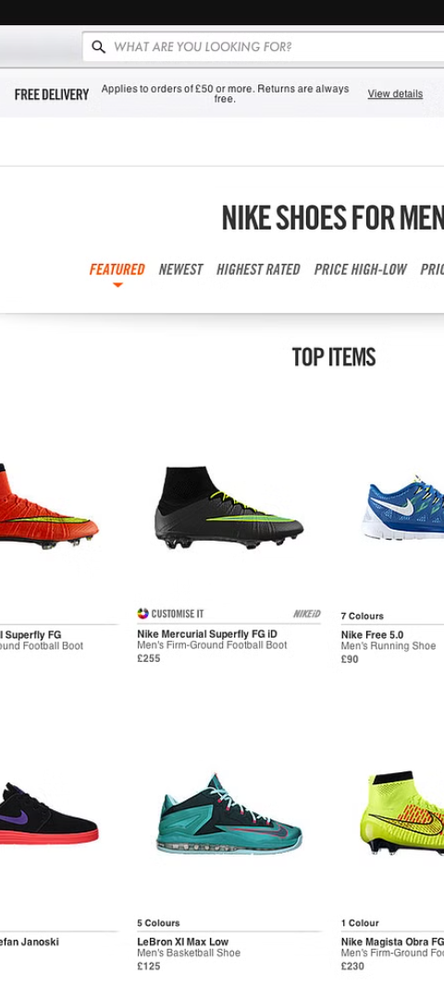 WHAT ARE YOU LOOKING FOR?
FREE DELIVERY
Applies to orders of £50 or more. Returns are always
free.
View details
NIKE SHOES FOR MEN
FEATURED NEWEST HIGHEST RATED PRICE HIGH-LOW
TOP ITEMS
Superfly FG
Football Boot
CUSTOMISE IT
NIKEiD
Nike Mercurial Superfly FG iD
Men's Firm-Ground Football Boot
£255
7 Colours
Nike Free 5.0
Men's Running Shoe
£90
Janoski
5 Colours
LeBron XI Max Low
Men's Basketball Shoe
£125
1 Colour
Nike Magista Obra FG
Men's Firm-Ground
£230